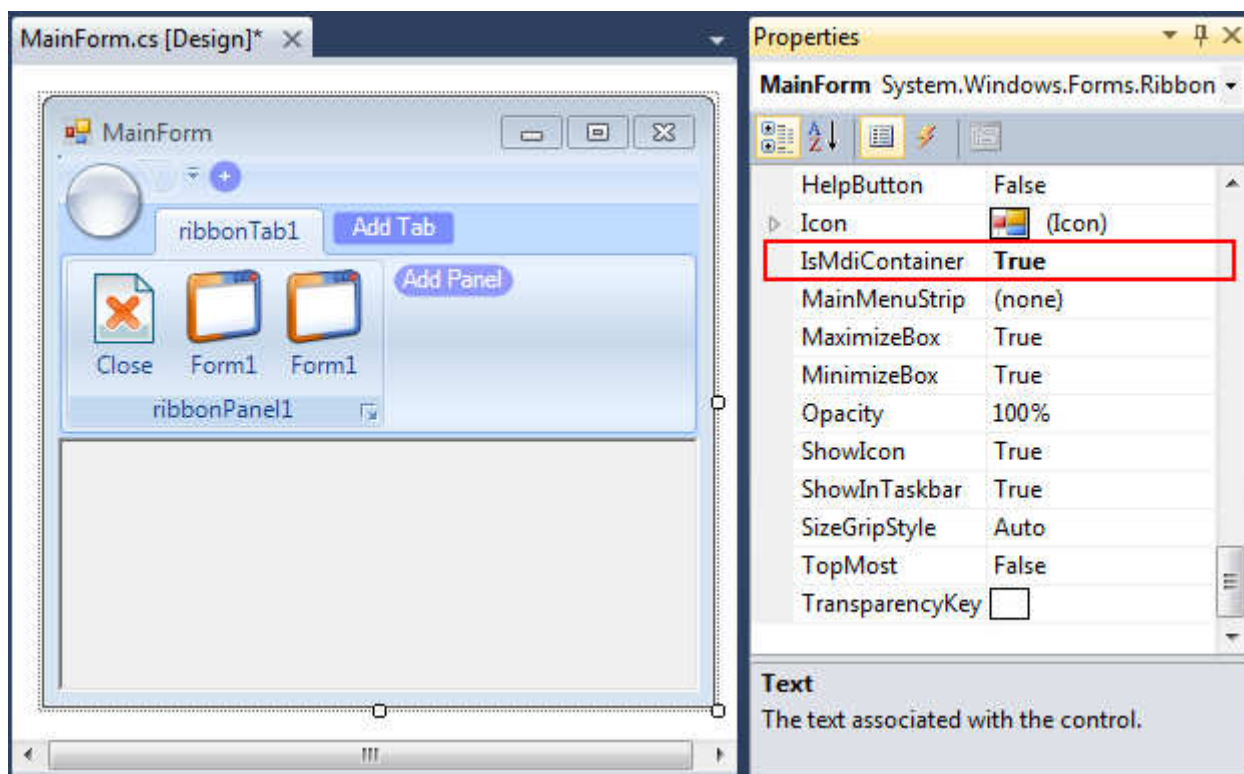 MainForm.cs [Design]*
MainForm
ribbonTab1
Add Tab
Add Panel
Close
Form1
Form1
ribbonPanel1
Properties
MainForm System.Windows.Forms.Ribbon
HelpButton False
Icon (Icon)
IsMdiContainer True
MainMenuStrip (none)
MaximizeBox True
MinimizeBox True
Opacity 100%
ShowIcon True
ShowInTaskbar True
SizeGripStyle Auto
TopMost False
TransparencyKey
Text
The text associated with the control.